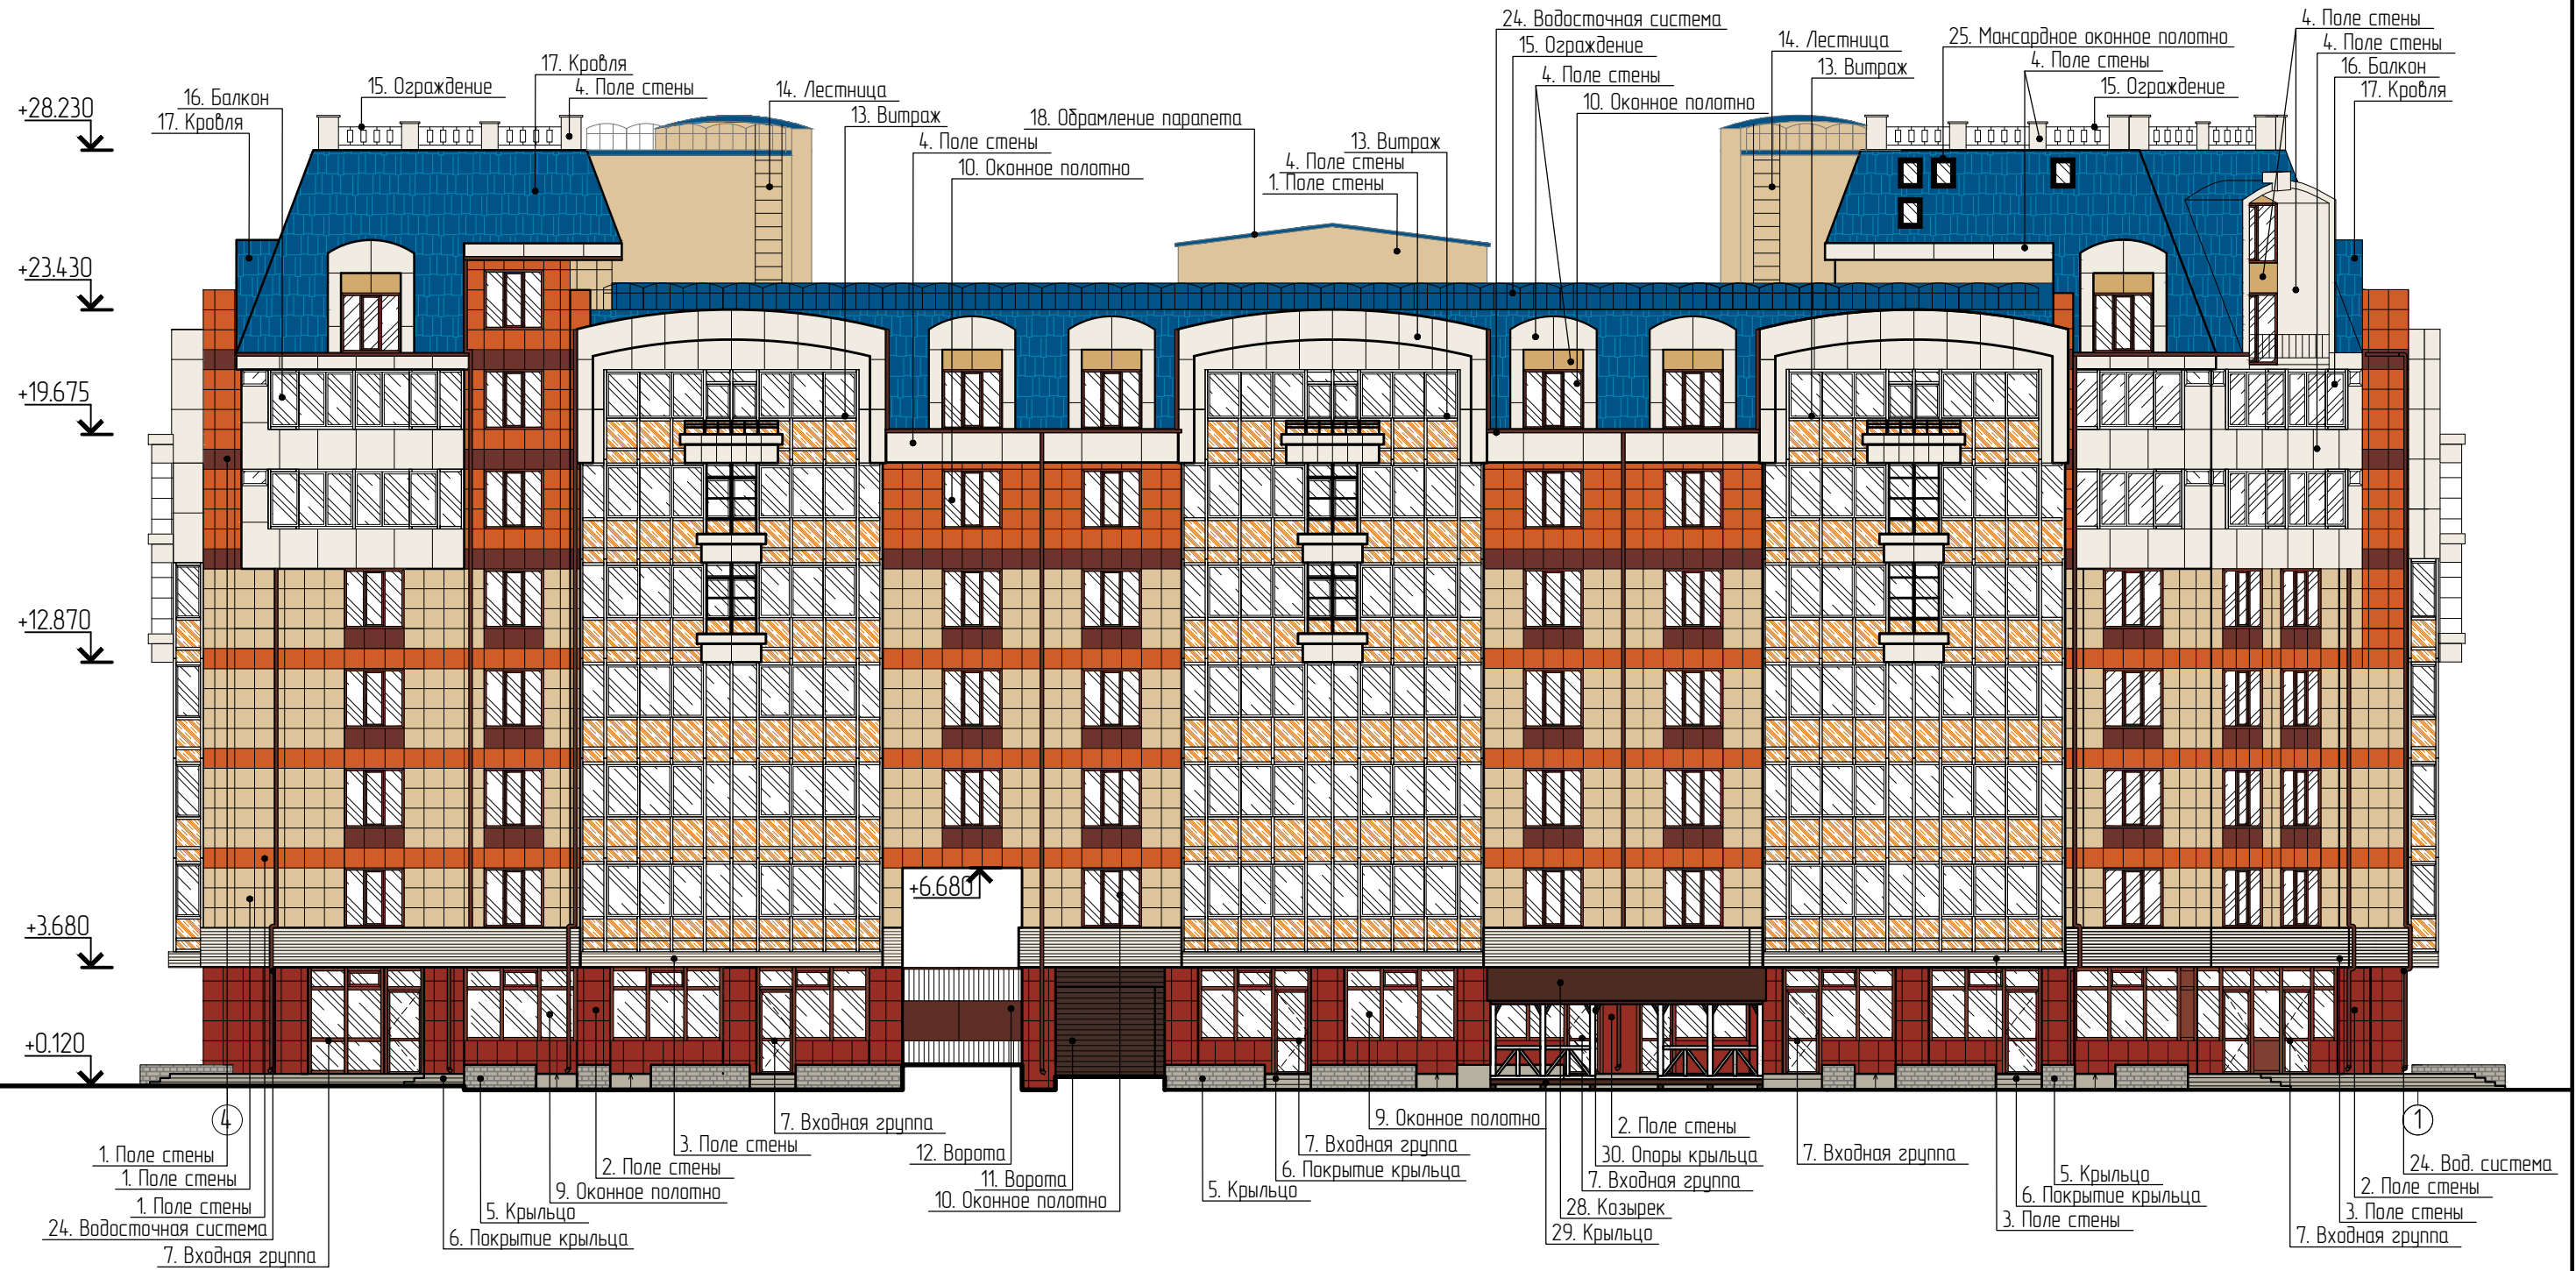 24. Водосточная система
15. Ограждение
4. Поле стены
10. Оконное полотно
14. Лестница
13. Витраж
25. Мансардное оконное полотно
4. Поле стены
15. Ограждение
4. Поле стены
4. Поле стены
16. Балкон
17. Кровля
17. Кровля
4. Поле стены
15. Ограждение
16. Балкон
17. Кровля
14. Лестница
13. Витраж
4. Поле стены
10. Оконное полотно
18. Обрамление парапета
13. Витраж
4. Поле стены
1. Поле стены
+28.230
+23.430
+19.675
+12.870
+6.680
+3.680
+0.120
4
1
1. Поле стены
1. Поле стены
1. Поле стены
24. Водосточная система
7. Входная группа
6. Покрытие крыльца
5. Крыльцо
9. Оконное полотно
2. Поле стены
3. Поле стены
7. Входная группа
12. Ворота
11. Ворота
10. Оконное полотно
5. Крыльцо
6. Покрытие крыльца
7. Входная группа
9. Оконное полотно
2. Поле стены
30. Опоры крыльца
7. Входная группа
28. Козырек
29. Крыльцо
7. Входная группа
5. Крыльцо
6. Покрытие крыльца
3. Поле стены
24. Вод. система
2. Поле стены
3. Поле стены
7. Входная группа